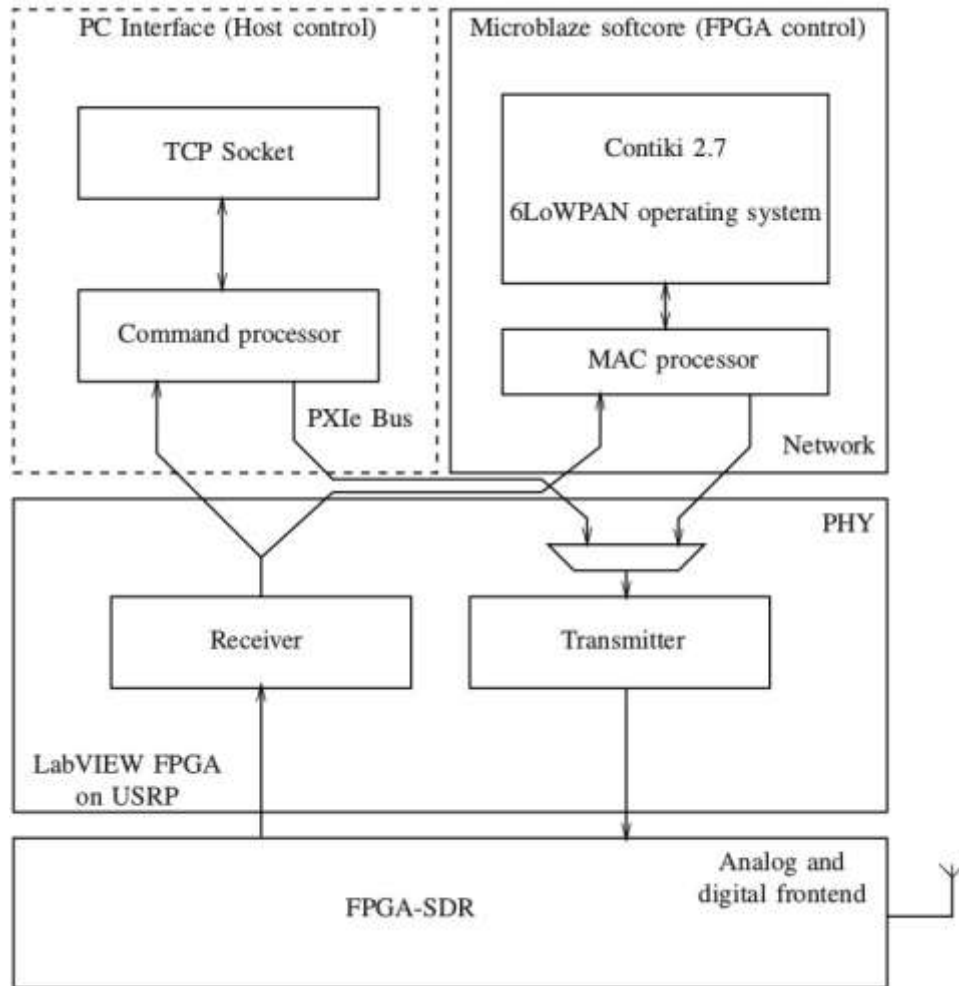 PC Interface (Host control)
Microblaze softcore (FPGA control)
TCP Socket
Contiki 2.7
6LoWPAN operating system
Command processor
MAC processor
PXIe Bus
Network
PHY
Receiver
Transmitter
LabVIEW FPGA
on USRP
Analog and
digital frontend
FPGA-SDR